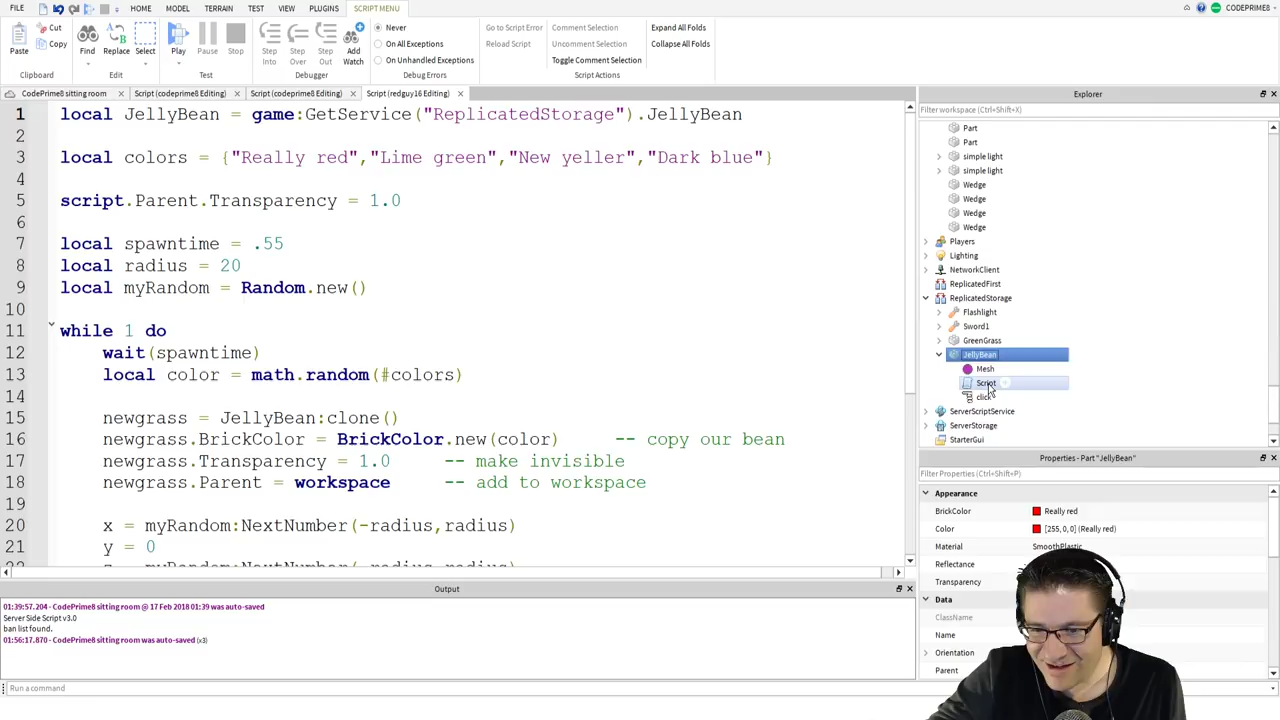 FILE HOME MODEL TERRAIN TEST VIEW PLUGINS SCRIPT MENU CODEPRIME8
Paste Cut Copy Clipboard
Find Replace Select Edit
Play Pause Stop Test
Step Into Step Over Step Out Add Watch Debugger
Never
On All Exceptions
On Unhandled Exceptions
Debug Errors
Go to Script Error
Reload Script
Comment Selection
Uncomment Selection
Toggle Comment Selection
Expand All Folds
Collapse All Folds
Script Actions
CodePrime8 sitting room Script (codeprime8 Editing) Script (codeprime8 Editing) Script (redguy16 Editing)
1 local JellyBean = game:GetService("ReplicatedStorage").JellyBean
2
3 local colors = {"Really red","Lime green","New yeller","Dark blue"}
4
5 script.Parent.Transparency = 1.0
6
7 local spawntime = .55
8 local radius = 20
9 local myRandom = Random.new()
10
11 while 1 do
12 wait(spawntime)
13 local color = math.random(#colors)
14
15 newgrass = JellyBean:clone()
16 newgrass.BrickColor = BrickColor.new(color) -- copy our bean
17 newgrass.Transparency = 1.0 -- make invisible
18 newgrass.Parent = workspace -- add to workspace
19
20 x = myRandom:NextNumber(-radius,radius)
21 y = 0
Output
01:39:57.204 - CodePrime8 sitting room @ 17 Feb 2018 01:39 was auto-saved
Server Side Script v3.0
ban list found.
01:56:17.870 - CodePrime8 sitting room was auto-saved (x3)
Run a command
Explorer
Filter workspace (Ctrl+Shift+X)
Part
Part
simple light
simple light
Wedge
Wedge
Wedge
Wedge
Players
Lighting
NetworkClient
ReplicatedFirst
ReplicatedStorage
Flashlight
Sword1
GreenGrass
JellyBean
Mesh
Script
click
ServerScriptService
ServerStorage
StarterGui
Properties - Part "JellyBean"
Filter Properties (Ctrl+Shift+P)
Appearance
BrickColor Really red
Color [255, 0, 0] (Really red)
Material SmoothPlastic
Reflectance
Transparency
Data
ClassName
Name
Orientation
Parent